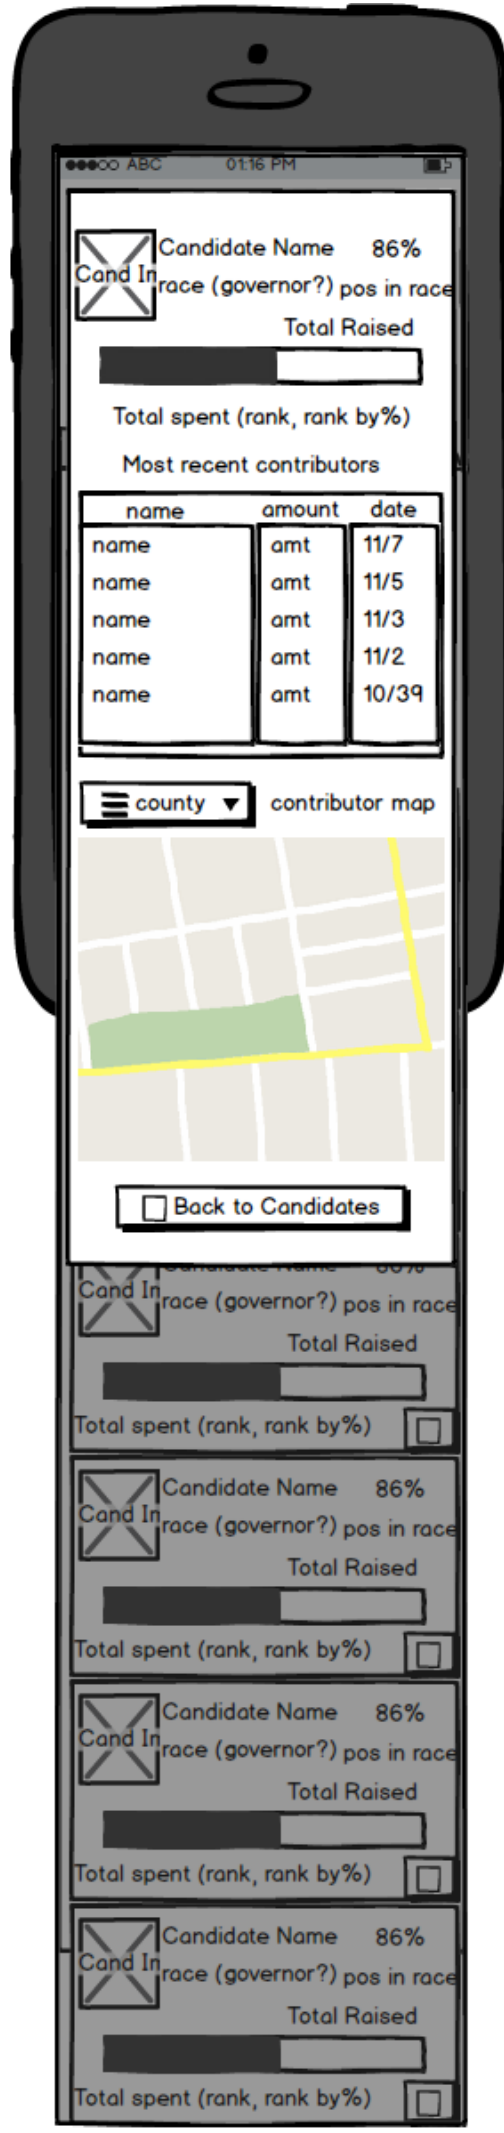 ABC 01:16 PM
Candidate Name 86%
Cand In race (governor?) pos in race
Total Raised
Total spent (rank, rank by%)
Most recent contributors
name amount date
name amt 11/7
name amt 11/5
name amt 11/3
name amt 11/2
name amt 10/39
county contributor map
Back to Candidates
Candidate Name 86%
Cand In race (governor?) pos in race
Total Raised
Total spent (rank, rank by%)
Candidate Name 86%
Cand In race (governor?) pos in race
Total Raised
Total spent (rank, rank by%)
Candidate Name 86%
Cand In race (governor?) pos in race
Total Raised
Total spent (rank, rank by%)
Candidate Name 86%
Cand In race (governor?) pos in race
Total Raised
Total spent (rank, rank by%)